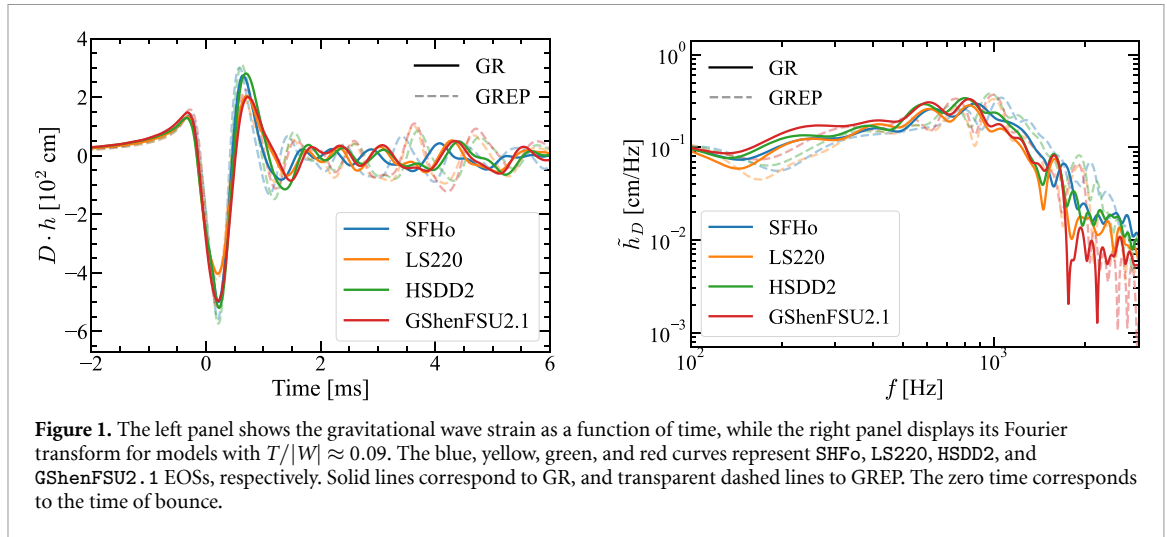 4
2
0
−2
−4
−6
D · h [10² cm]
−2
0
2
4
6
Time [ms]
GR
GREP
SFHo
LS220
HSDD2
GShenFSU2.1
10⁰
10⁻¹
10⁻²
10⁻³
h̃_D [cm/Hz]
10²
10³
f [Hz]
GR
GREP
SFHo
LS220
HSDD2
GShenFSU2.1
Figure 1. The left panel shows the gravitational wave strain as a function of time, while the right panel displays its Fourier
transform for models with T/|W| ≈ 0.09. The blue, yellow, green, and red curves represent SHFo, LS220, HSDD2, and
GShenFSU2.1 EOSs, respectively. Solid lines correspond to GR, and transparent dashed lines to GREP. The zero time corresponds
to the time of bounce.